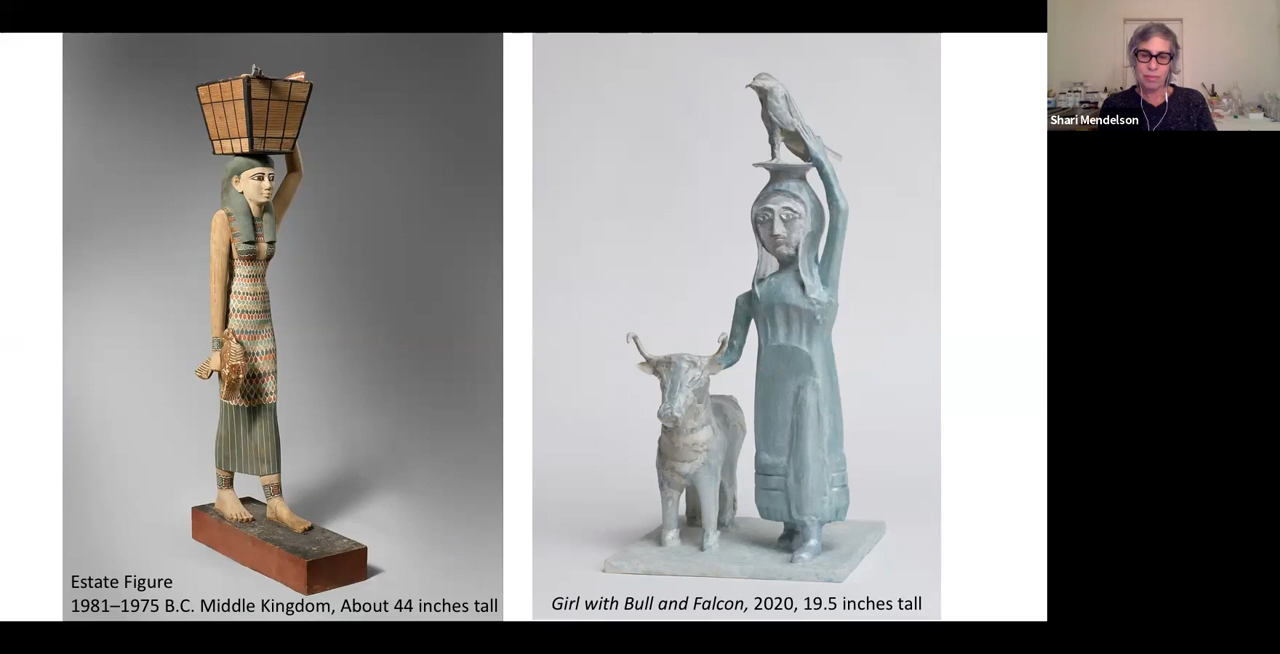 Shari Mendelson
Estate Figure
1981–1975 B.C. Middle Kingdom, About 44 inches tall
Girl with Bull and Falcon, 2020, 19.5 inches tall